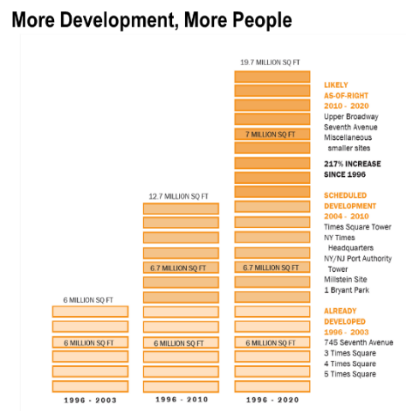 More Development, More People
19.7 MILLION SQ FT
7 MILLION SQ FT
6.7 MILLION SQ FT
6 MILLION SQ FT
12.7 MILLION SQ FT
6.7 MILLION SQ FT
6 MILLION SQ FT
6 MILLION SQ FT
6 MILLION SQ FT
1996 - 2003
1996 - 2010
1996 - 2020
LIKELY
AS-OF-RIGHT
2010 - 2020
Upper Broadway
Seventh Avenue
Miscellaneous
smaller sites
217% INCREASE
SINCE 1996
SCHEDULED
DEVELOPMENT
2004 - 2010
Times Square Tower
NY Times
Headquarters
NY/NJ Port Authority
Tower
Millstein Site
1 Bryant Park
ALREADY
DEVELOPED
1996 - 2003
745 Seventh Avenue
3 Times Square
4 Times Square
5 Times Square